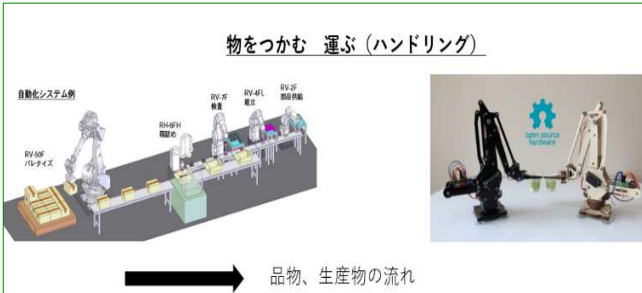 物をつかむ　運ぶ（ハンドリング）
自動化システム例
RV-2F
部品供給
RV-4FL
組立
RV-7F
検査
RH-6FH
箱詰め
RV-50F
パレタイズ
open source
hardware
品物、生産物の流れ